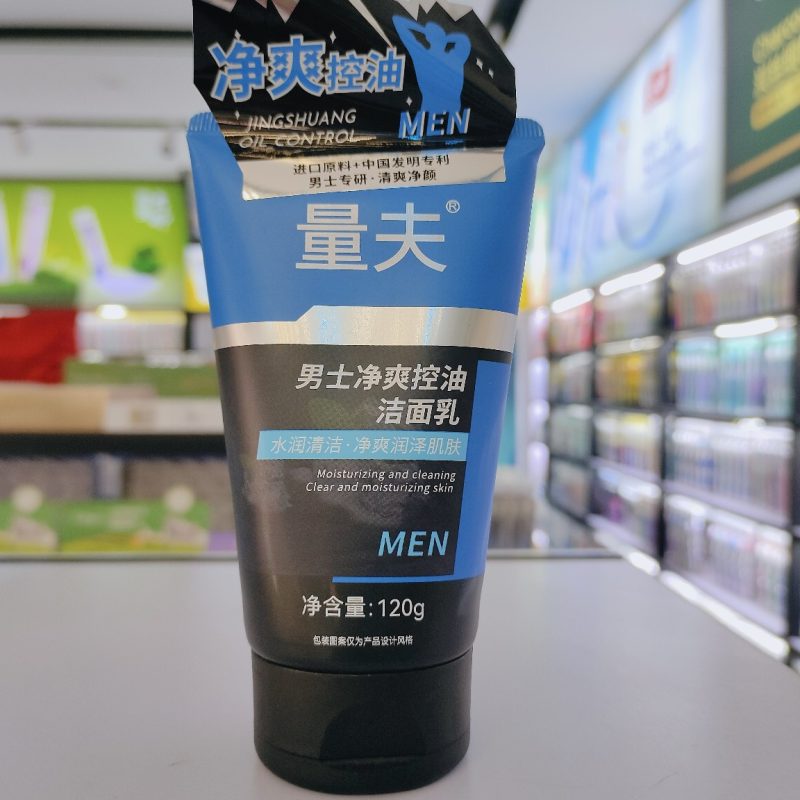 净爽控油
JINGSHUANG
OIL CONTROL
MEN
进口原料+中国发明专利
男士专研·清爽净颜
量夫®
男士净爽控油
洁面乳
水润清洁·净爽润泽肌肤
Moisturizing and cleaning
Clear and moisturizing skin
MEN
净含量:120g
包装图案仅为产品设计风格